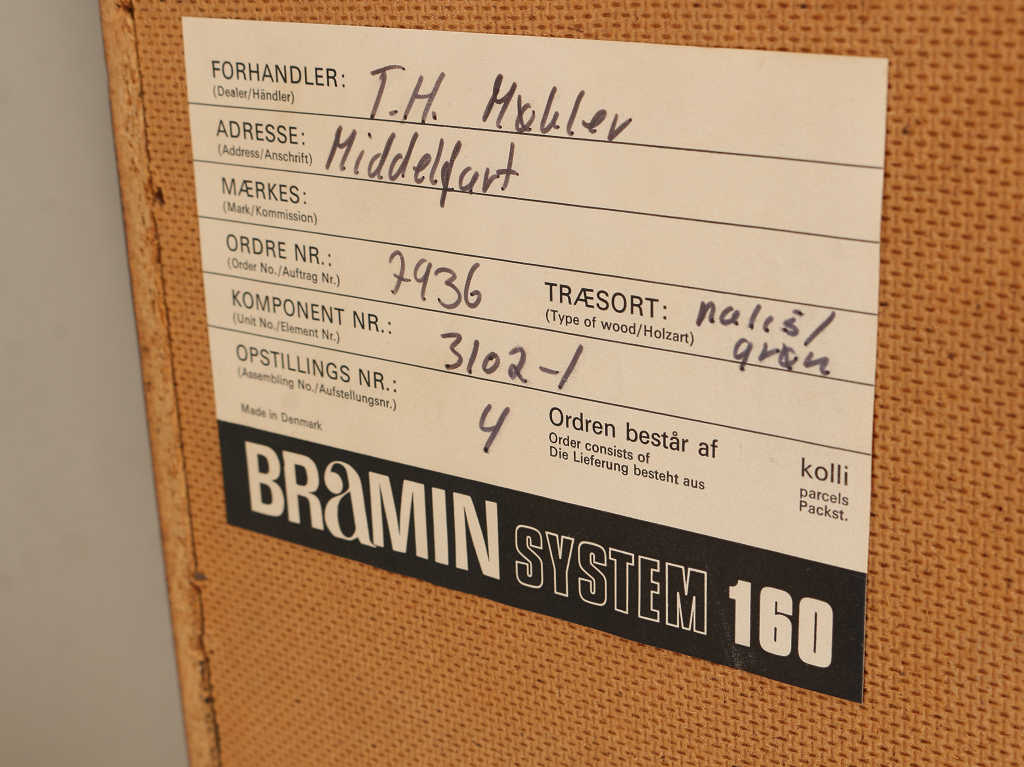 FORHANDLER: T.H. Møhler
(Dealer/Händler)
ADRESSE: Middelfart
(Address/Anschrift)
MÆRKES:
(Mark/Kommission)
ORDRE NR.: 7936
(Order No./Auftrag Nr.)
TRÆSORT:
(Type of wood/Holzart)
grøn
KOMPONENT NR.: 3102-1
(Unit No./Element Nr.)
OPSTILLINGS NR.: 4
(Assembling No./Aufstellungsnr.)
Ordren består af kolli
Order consists of parcels
Die Lieferung besteht aus Packst.
Made in Denmark
BRAMIN SYSTEM 160